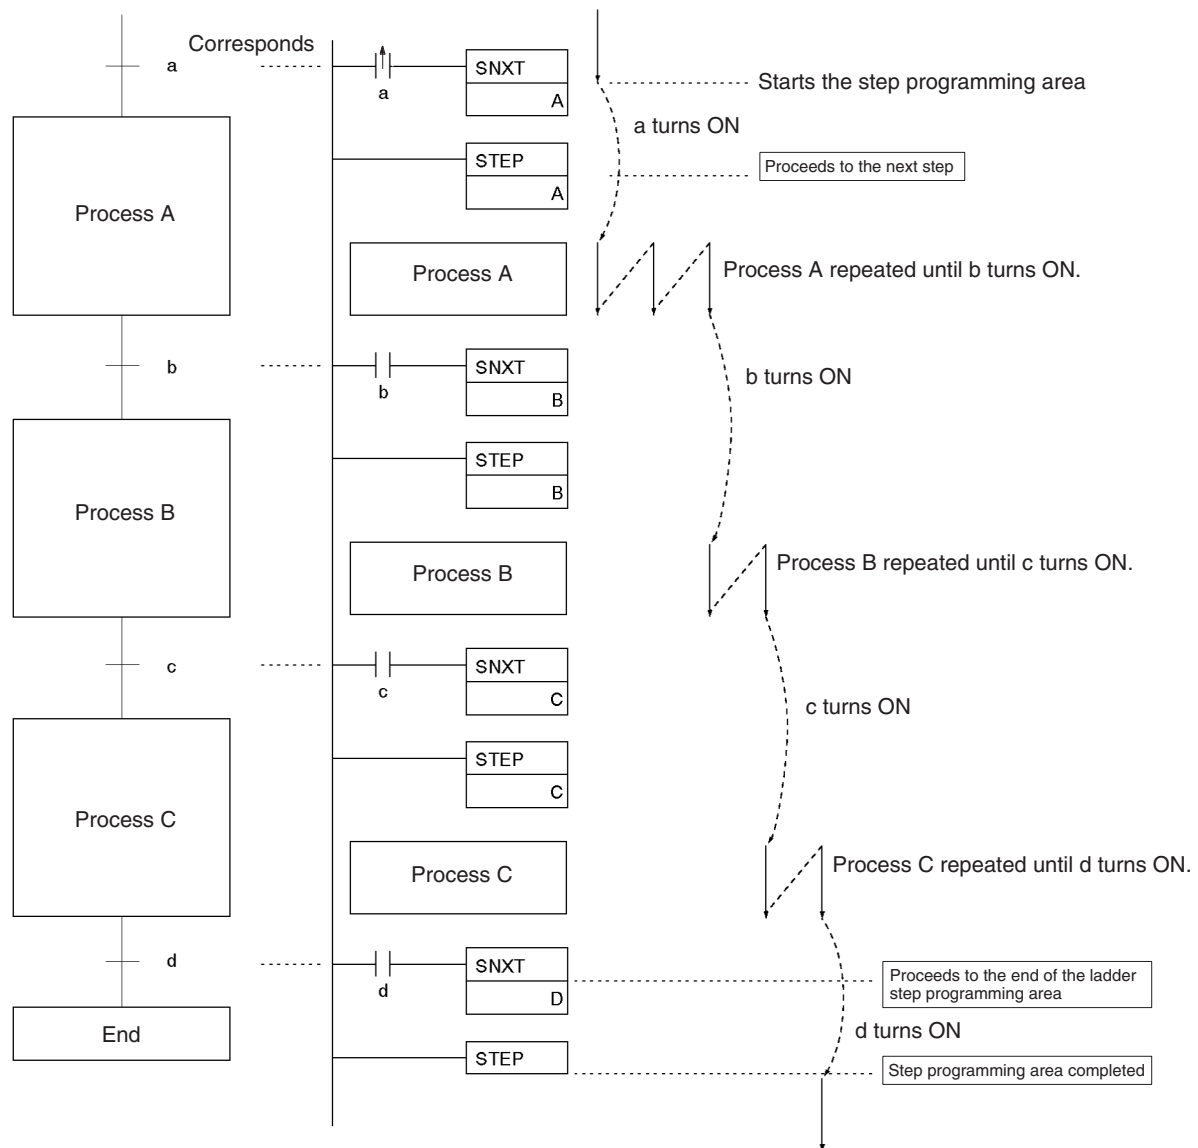 Corresponds
a
a
SNXT
A
Starts the step programming area
a turns ON
STEP
A
Proceeds to the next step
Process A
Process A
Process A repeated until b turns ON.
b
b
SNXT
B
b turns ON
STEP
B
Process B
Process B
Process B repeated until c turns ON.
c
c
SNXT
C
c turns ON
STEP
C
Process C
Process C
Process C repeated until d turns ON.
d
d
SNXT
D
Proceeds to the end of the ladder
step programming area
End
d turns ON
STEP
Step programming area completed